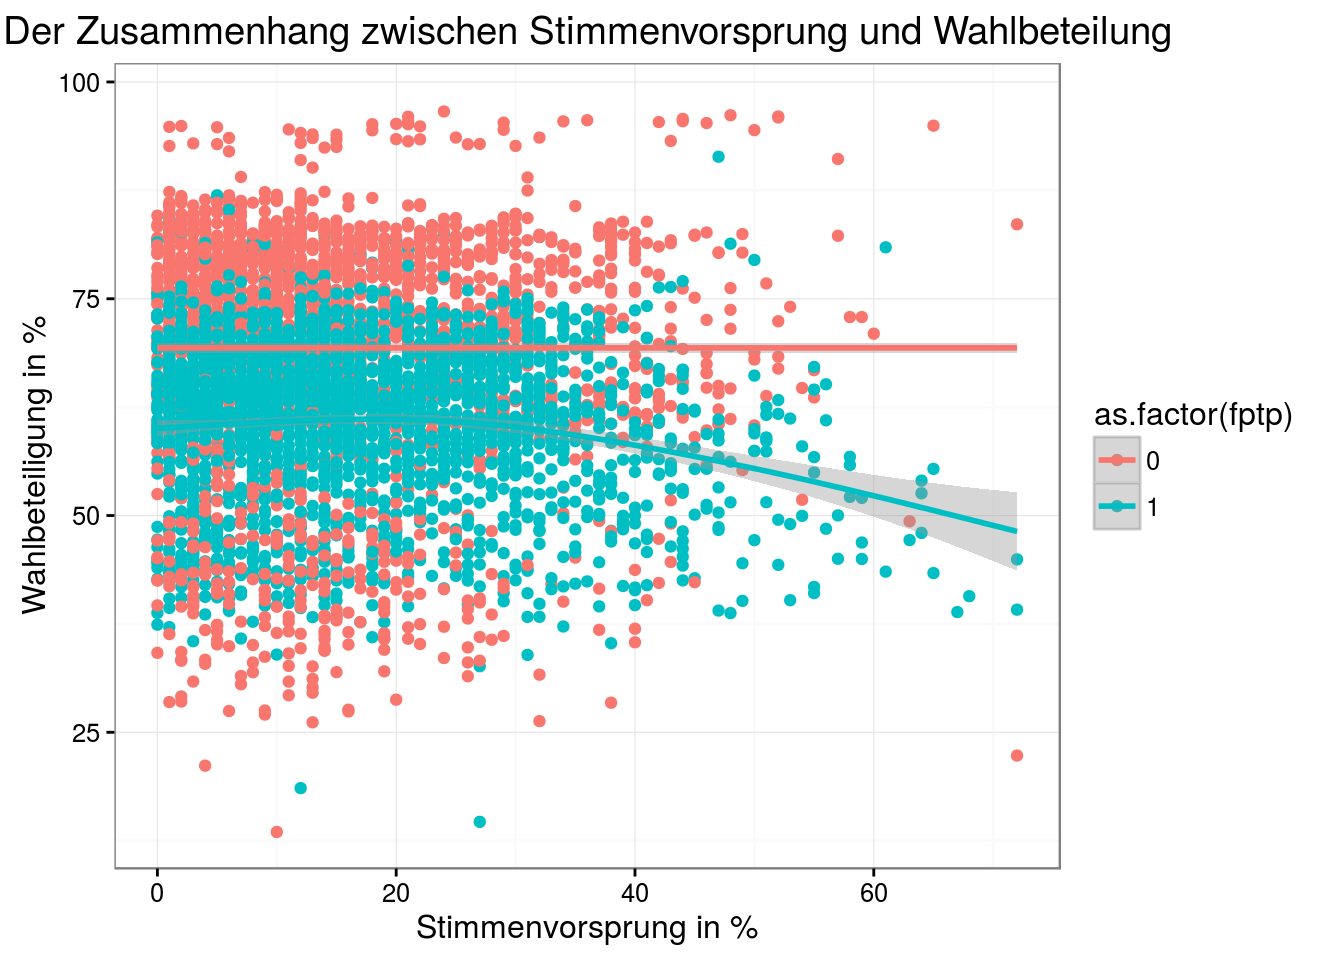 Der Zusammenhang zwischen Stimmenvorsprung und Wahlbeteilung
Wahlbeteiligung in %
100
75
50
25
0
20
40
60
Stimmenvorsprung in %
as.factor(fptp)
0
1